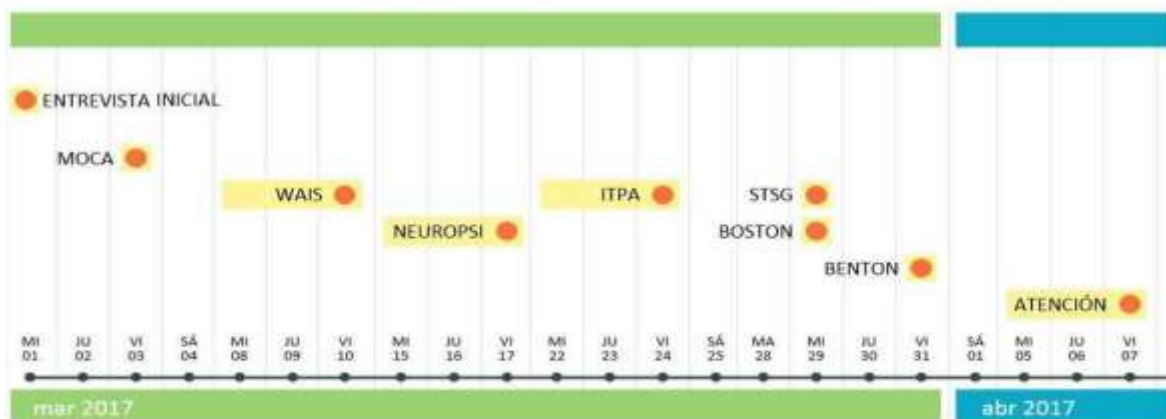 ENTREVISTA INICIAL
MOCA
WAIS
ITPA
STSG
NEUROPSI
BOSTON
BENTON
ATENCIÓN
MI JU VI SÁ MI JU VI MI JU VI MI JU VI SÁ MA MI JU VI SÁ MI JU VI
01 02 03 04 08 09 10 15 16 17 22 23 24 25 28 29 30 31 01 05 06 07
mar 2017
abr 2017